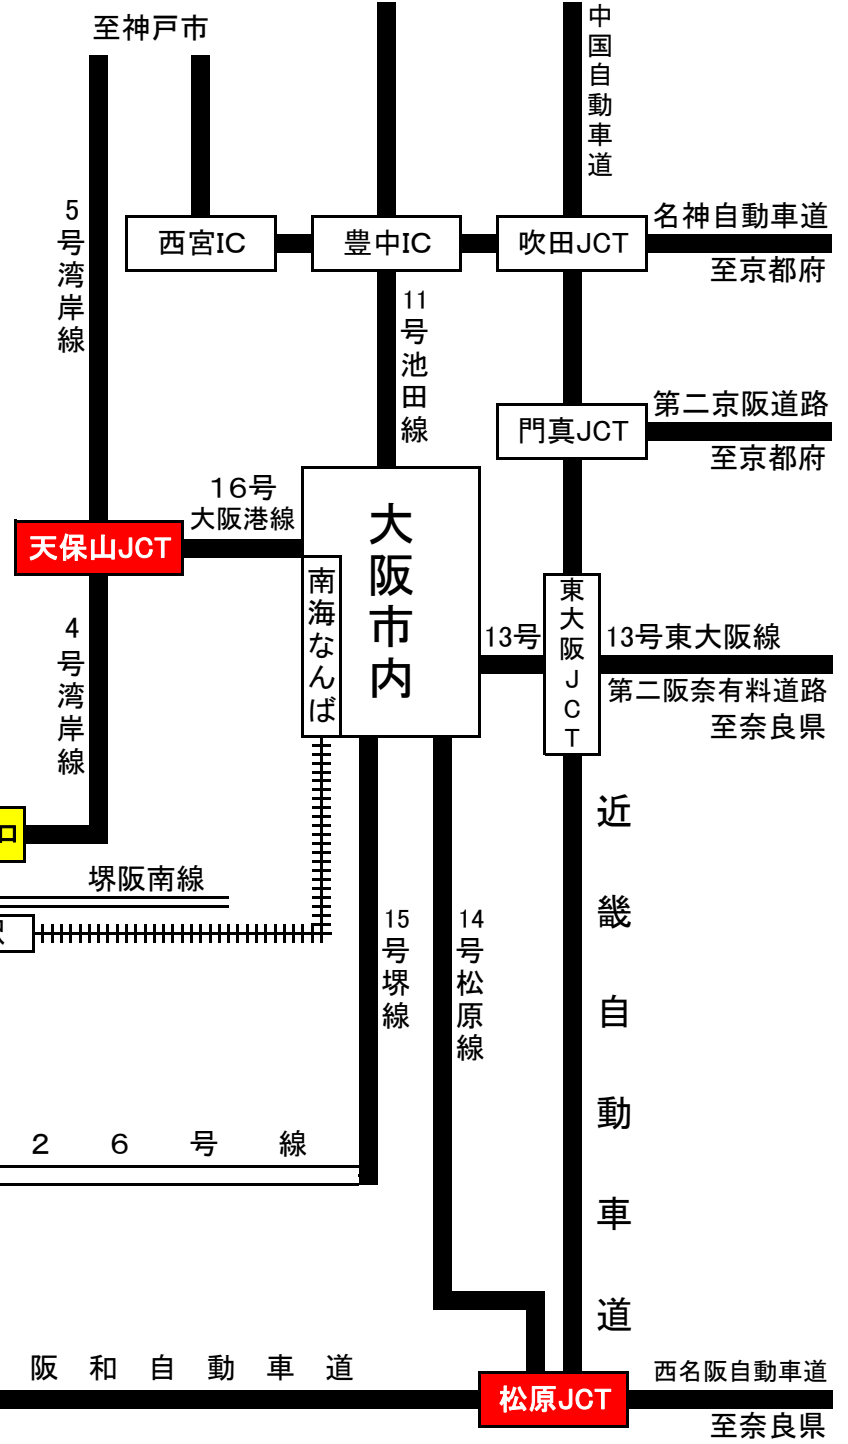 至神戸市
中国自動車道
5号湾岸線
西宮IC
豊中IC
吹田JCT
名神自動車道
至京都府
11号池田線
門真JCT
第二京阪道路
至京都府
16号
大阪港線
天保山JCT
大阪市内
南海なんば
13号
東大阪JCT
13号東大阪線
第二阪奈有料道路
至奈良県
4号湾岸線
近畿自動車道
堺阪南線
15号堺線
14号松原線
26号線
阪和自動車道
松原JCT
西名阪自動車道
至奈良県